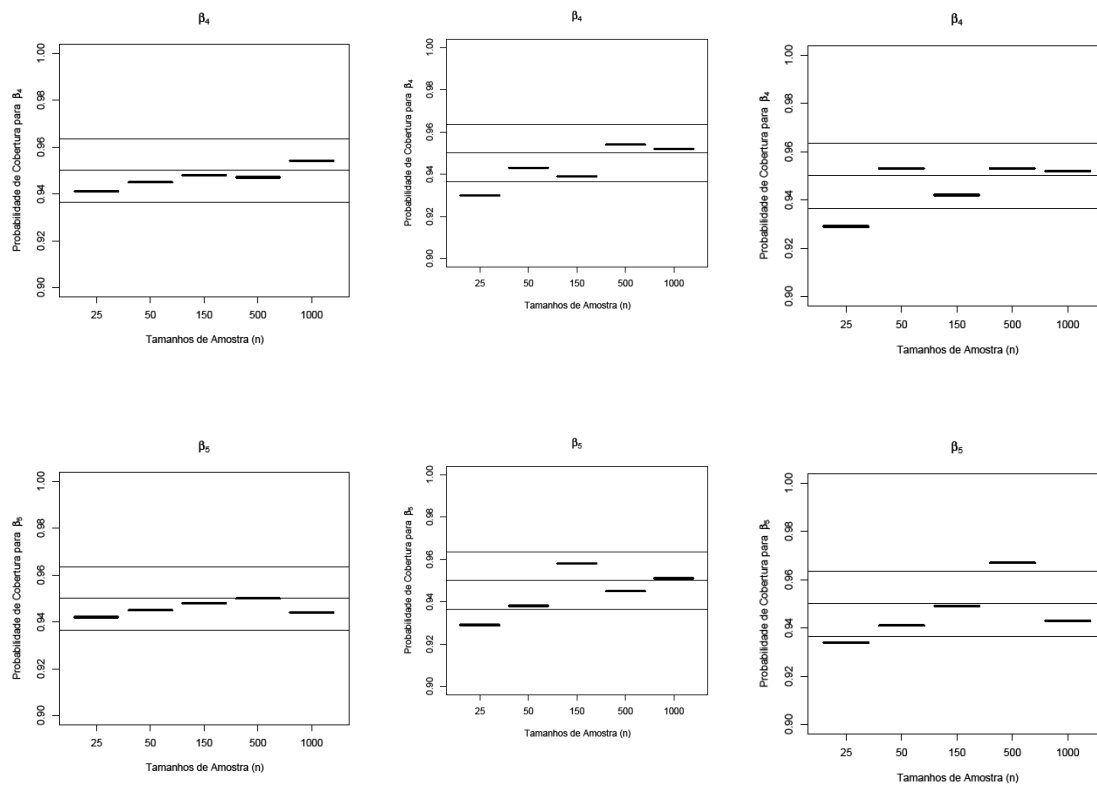 β4
Probabilidade de Cobertura para β4
1.00
0.98
0.96
0.94
0.92
0.90
25 50 150 500 1000
Tamanhos de Amostra (n)
β4
Probabilidade de Cobertura para β4
1.00
0.98
0.96
0.94
0.92
0.90
25 50 150 500 1000
Tamanhos de Amostra (n)
β4
Probabilidade de Cobertura para β4
1.00
0.98
0.96
0.94
0.92
0.90
25 50 150 500 1000
Tamanhos de Amostra (n)
β5
Probabilidade de Cobertura para β5
1.00
0.98
0.96
0.94
0.92
0.90
25 50 150 500 1000
Tamanhos de Amostra (n)
β5
Probabilidade de Cobertura para β5
1.00
0.98
0.96
0.94
0.92
0.90
25 50 150 500 1000
Tamanhos de Amostra (n)
β5
Probabilidade de Cobertura para β5
1.00
0.98
0.96
0.94
0.92
0.90
25 50 150 500 1000
Tamanhos de Amostra (n)